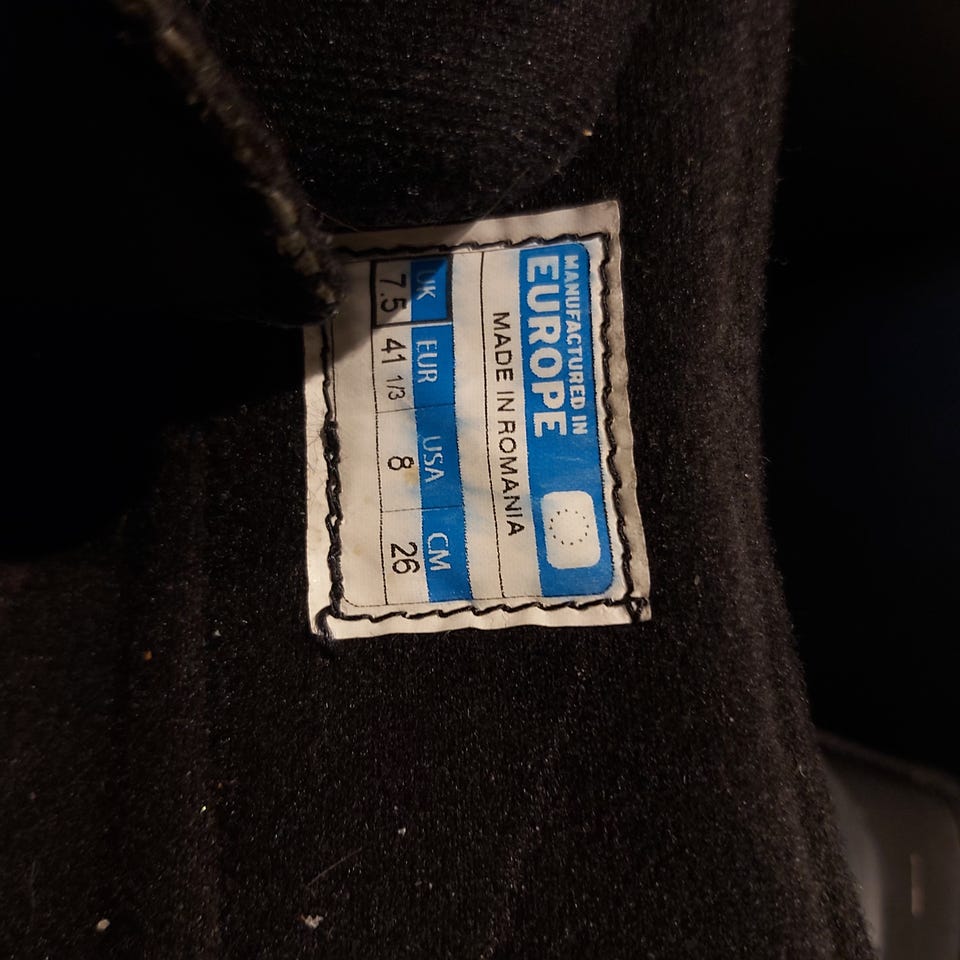 MANUFACTURED IN
EUROPE
MADE IN ROMANIA
UK EUR USA CM
7.5 41 1/3 8 26